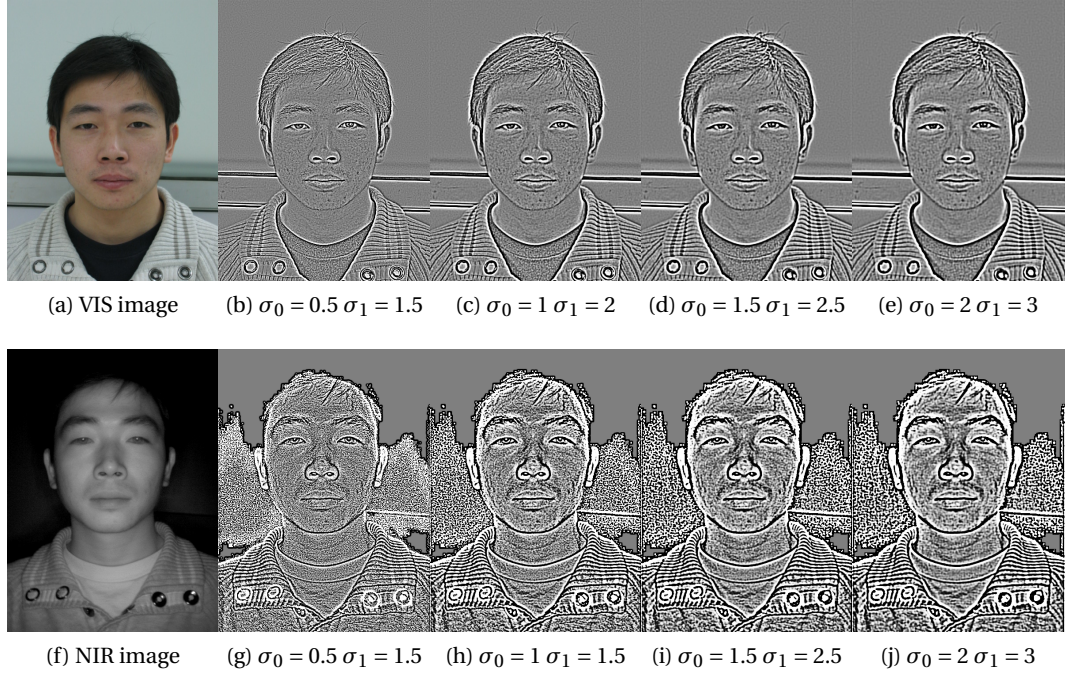 (a) VIS image (b) σ₀ = 0.5 σ₁ = 1.5 (c) σ₀ = 1 σ₁ = 2 (d) σ₀ = 1.5 σ₁ = 2.5 (e) σ₀ = 2 σ₁ = 3
(f) NIR image (g) σ₀ = 0.5 σ₁ = 1.5 (h) σ₀ = 1 σ₁ = 1.5 (i) σ₀ = 1.5 σ₁ = 2.5 (j) σ₀ = 2 σ₁ = 3